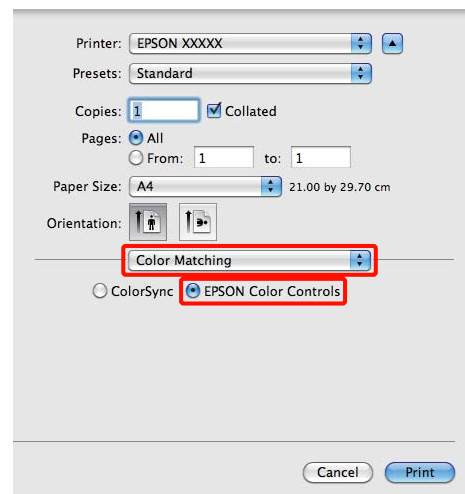 Printer: EPSON XXXXX
Presets: Standard
Copies: 1 Collated
Pages: All
From: 1 to: 1
Paper Size: A4 21.00 by 29.70 cm
Orientation:
Color Matching
ColorSync EPSON Color Controls
Cancel Print